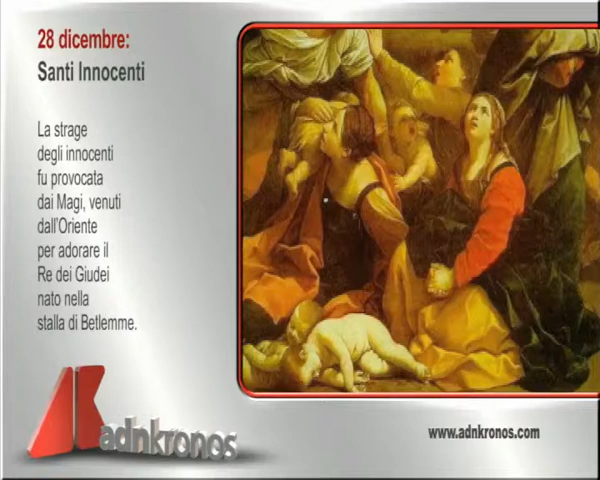 28 dicembre:
Santi Innocenti
La strage
degli innocenti
fu provocata
dai Magi, venuti
dall'Oriente
per adorare il
Re dei Giudei
nato nella
stalla di Betlemme.
adnkronos
www.adnkronos.com